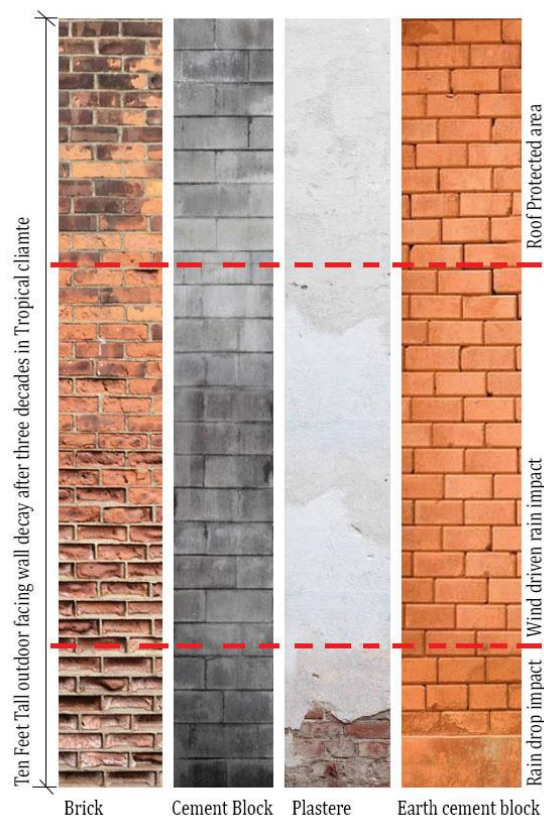 Ten Feet Tall outdoor facing wall decay after three decades in Tropical cliamte
Roof Protected area
Wind driven rain impact
Rain drop impact
Brick
Cement Block
Plastere
Earth cement block